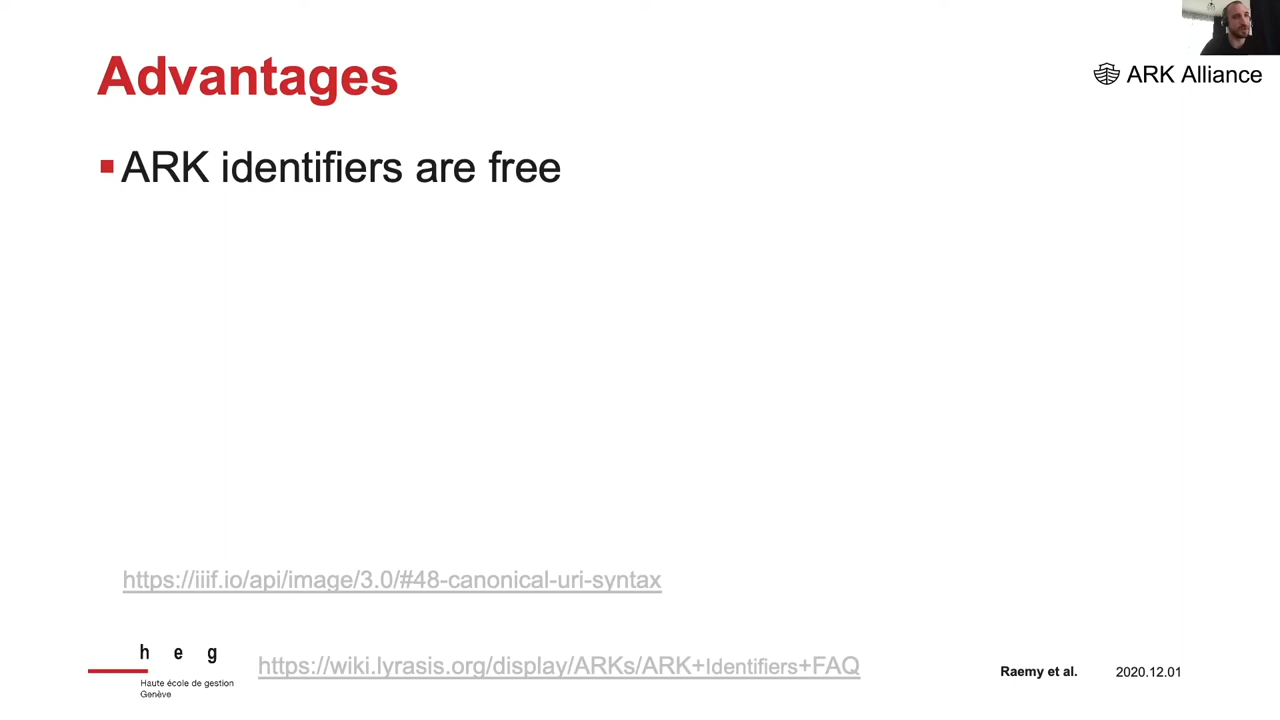 Advantages
ARK Alliance
ARK identifiers are free
https://iiif.io/api/image/3.0/#48-canonical-uri-syntax
h e g
Haute école de gestion
Genève
https://wiki.lyrasis.org/display/ARKs/ARK+Identifiers+FAQ
Raemy et al.
2020.12.01